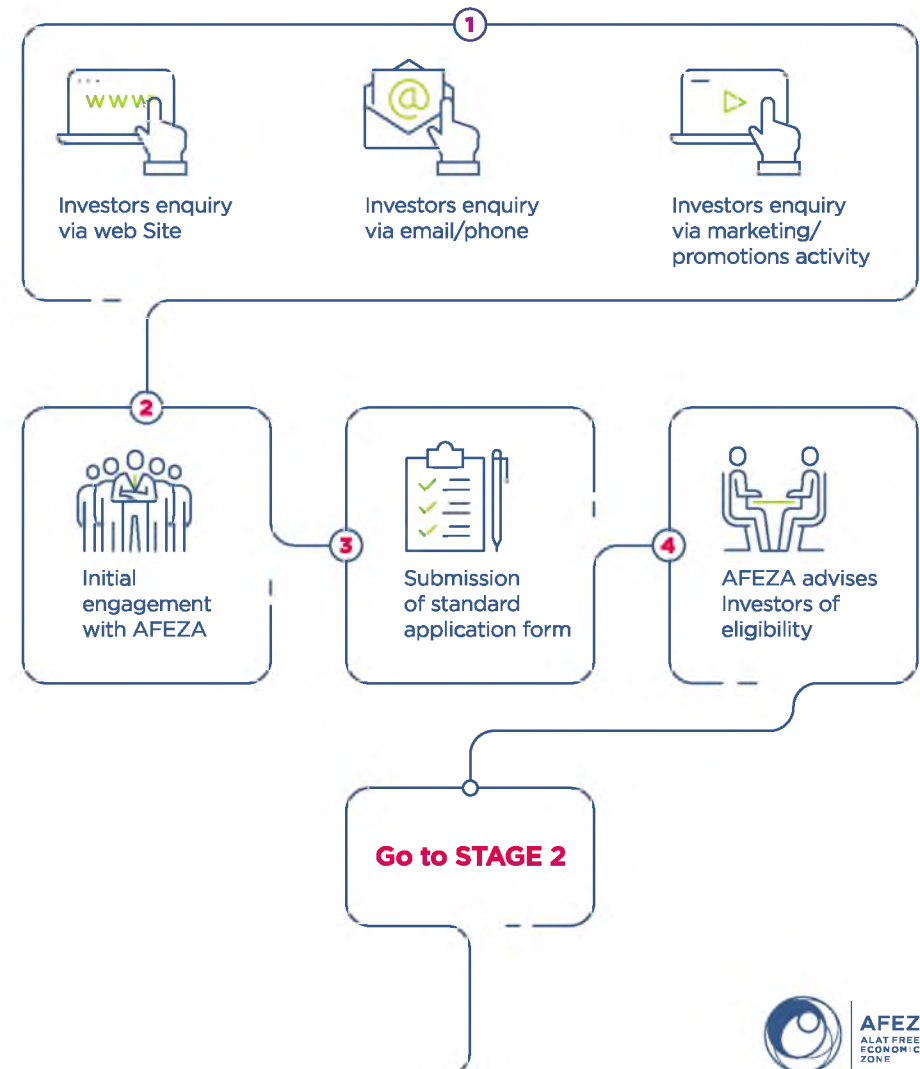 1
WWW
@
Investors enquiry
via web Site
Investors enquiry
via email/phone
Investors enquiry
via marketing/
promotions activity
2
3
4
Initial
engagement
with AFEZA
Submission
of standard
application form
AFEZA advises
Investors of
eligibility
Go to STAGE 2
AFEZ
ALAT FREE
ECONOMIC
ZONE